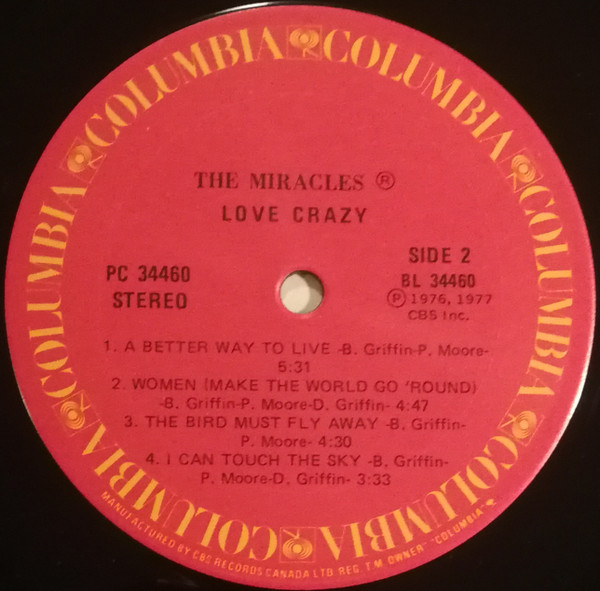 COLUMBIA COLUMBIA COLUMBIA COLUMBIA COLUMBIA COLUMBIA COLUMBIA COLUMBIA
THE MIRACLES ®
LOVE CRAZY
PC 34460
STEREO
SIDE 2
BL 34460
℗ 1976, 1977
CBS Inc.
1. A BETTER WAY TO LIVE -B. Griffin-P. Moore-
5:31
2. WOMEN (MAKE THE WORLD GO 'ROUND)
-B. Griffin-P. Moore-D. Griffin- 4:47
3. THE BIRD MUST FLY AWAY -B. Griffin-
P. Moore- 4:30
4. I CAN TOUCH THE SKY -B. Griffin-
P. Moore-D. Griffin- 3:33
MANUFACTURED BY CBS RECORDS CANADA LTD. REG. T.M. OWNER "COLUMBIA"